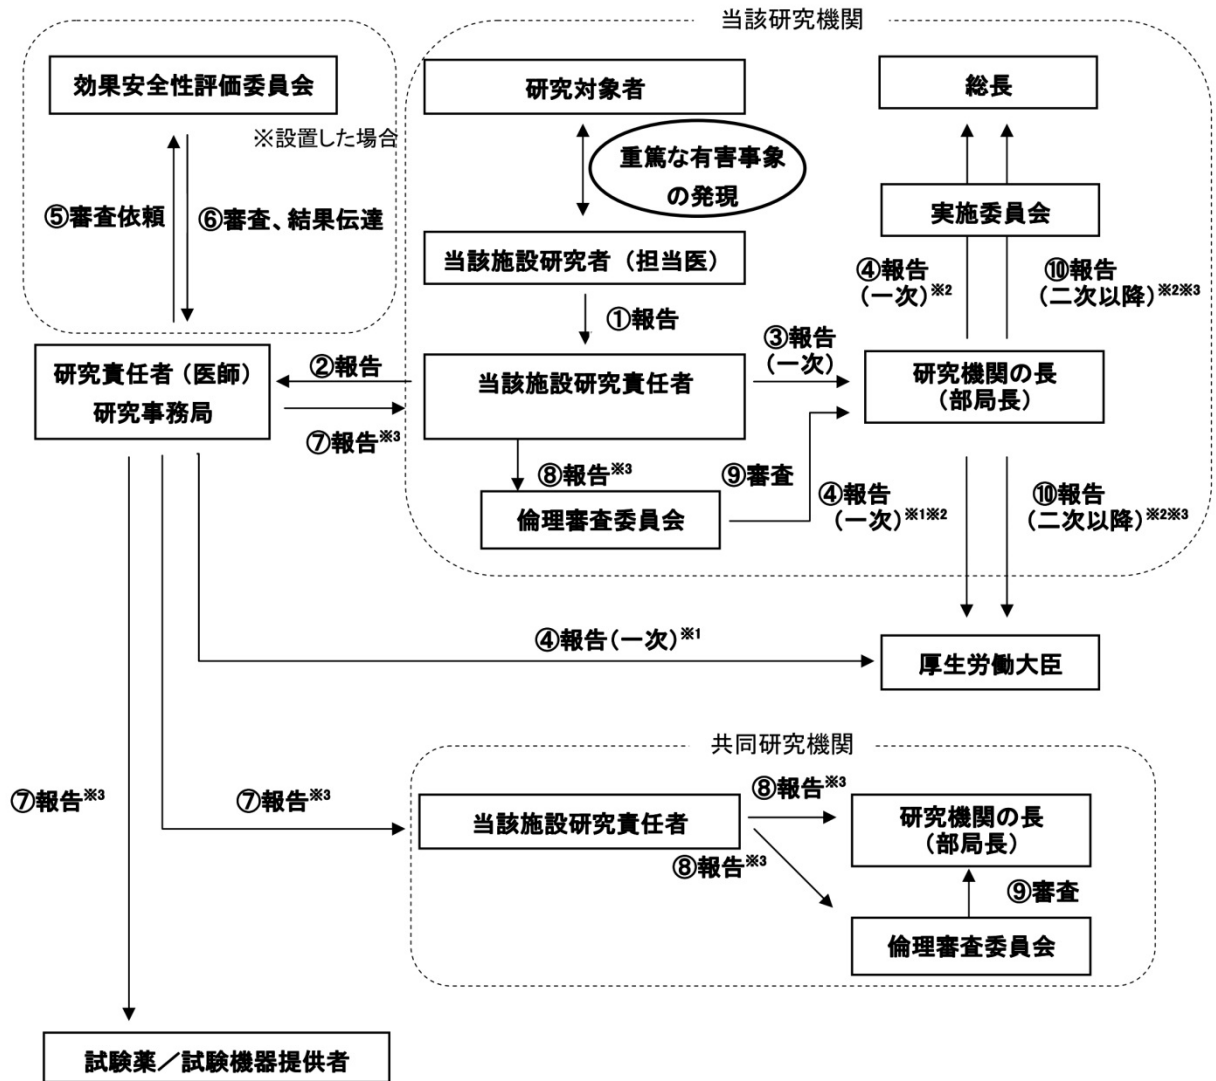 当該研究機関
効果安全性評価委員会
※設置した場合
⑤審査依頼
⑥審査、結果伝達
研究対象者
重篤な有害事象
の発現
総長
実施委員会
④報告
(一次)※2
⑩報告
(二次以降)※2※3
当該施設研究者（担当医）
①報告
研究責任者（医師）
研究事務局
②報告
⑦報告※3
当該施設研究責任者
③報告
(一次)
研究機関の長
(部局長)
⑧報告※3
⑨審査
倫理審査委員会
④報告
(一次)※1※2
⑩報告
(二次以降)※2※3
④報告(一次)※1
厚生労働大臣
共同研究機関
⑦報告※3
⑦報告※3
当該施設研究責任者
⑧報告※3
⑧報告※3
研究機関の長
(部局長)
⑨審査
倫理審査委員会
試験薬／試験機器提供者